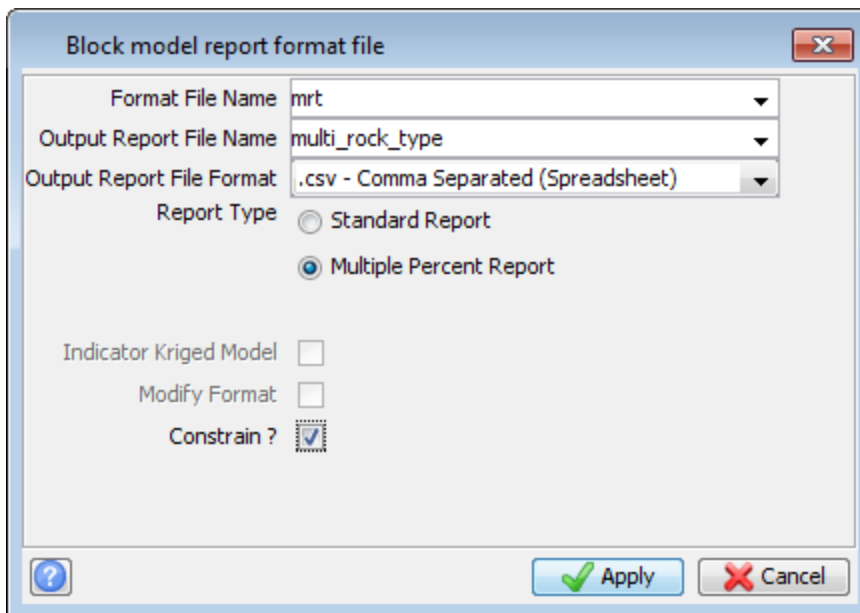 Block model report format file
Format File Name mrt
Output Report File Name multi_rock_type
Output Report File Format .csv - Comma Separated (Spreadsheet)
Report Type Standard Report
Multiple Percent Report
Indicator Kriged Model
Modify Format
Constrain ?
? Apply Cancel